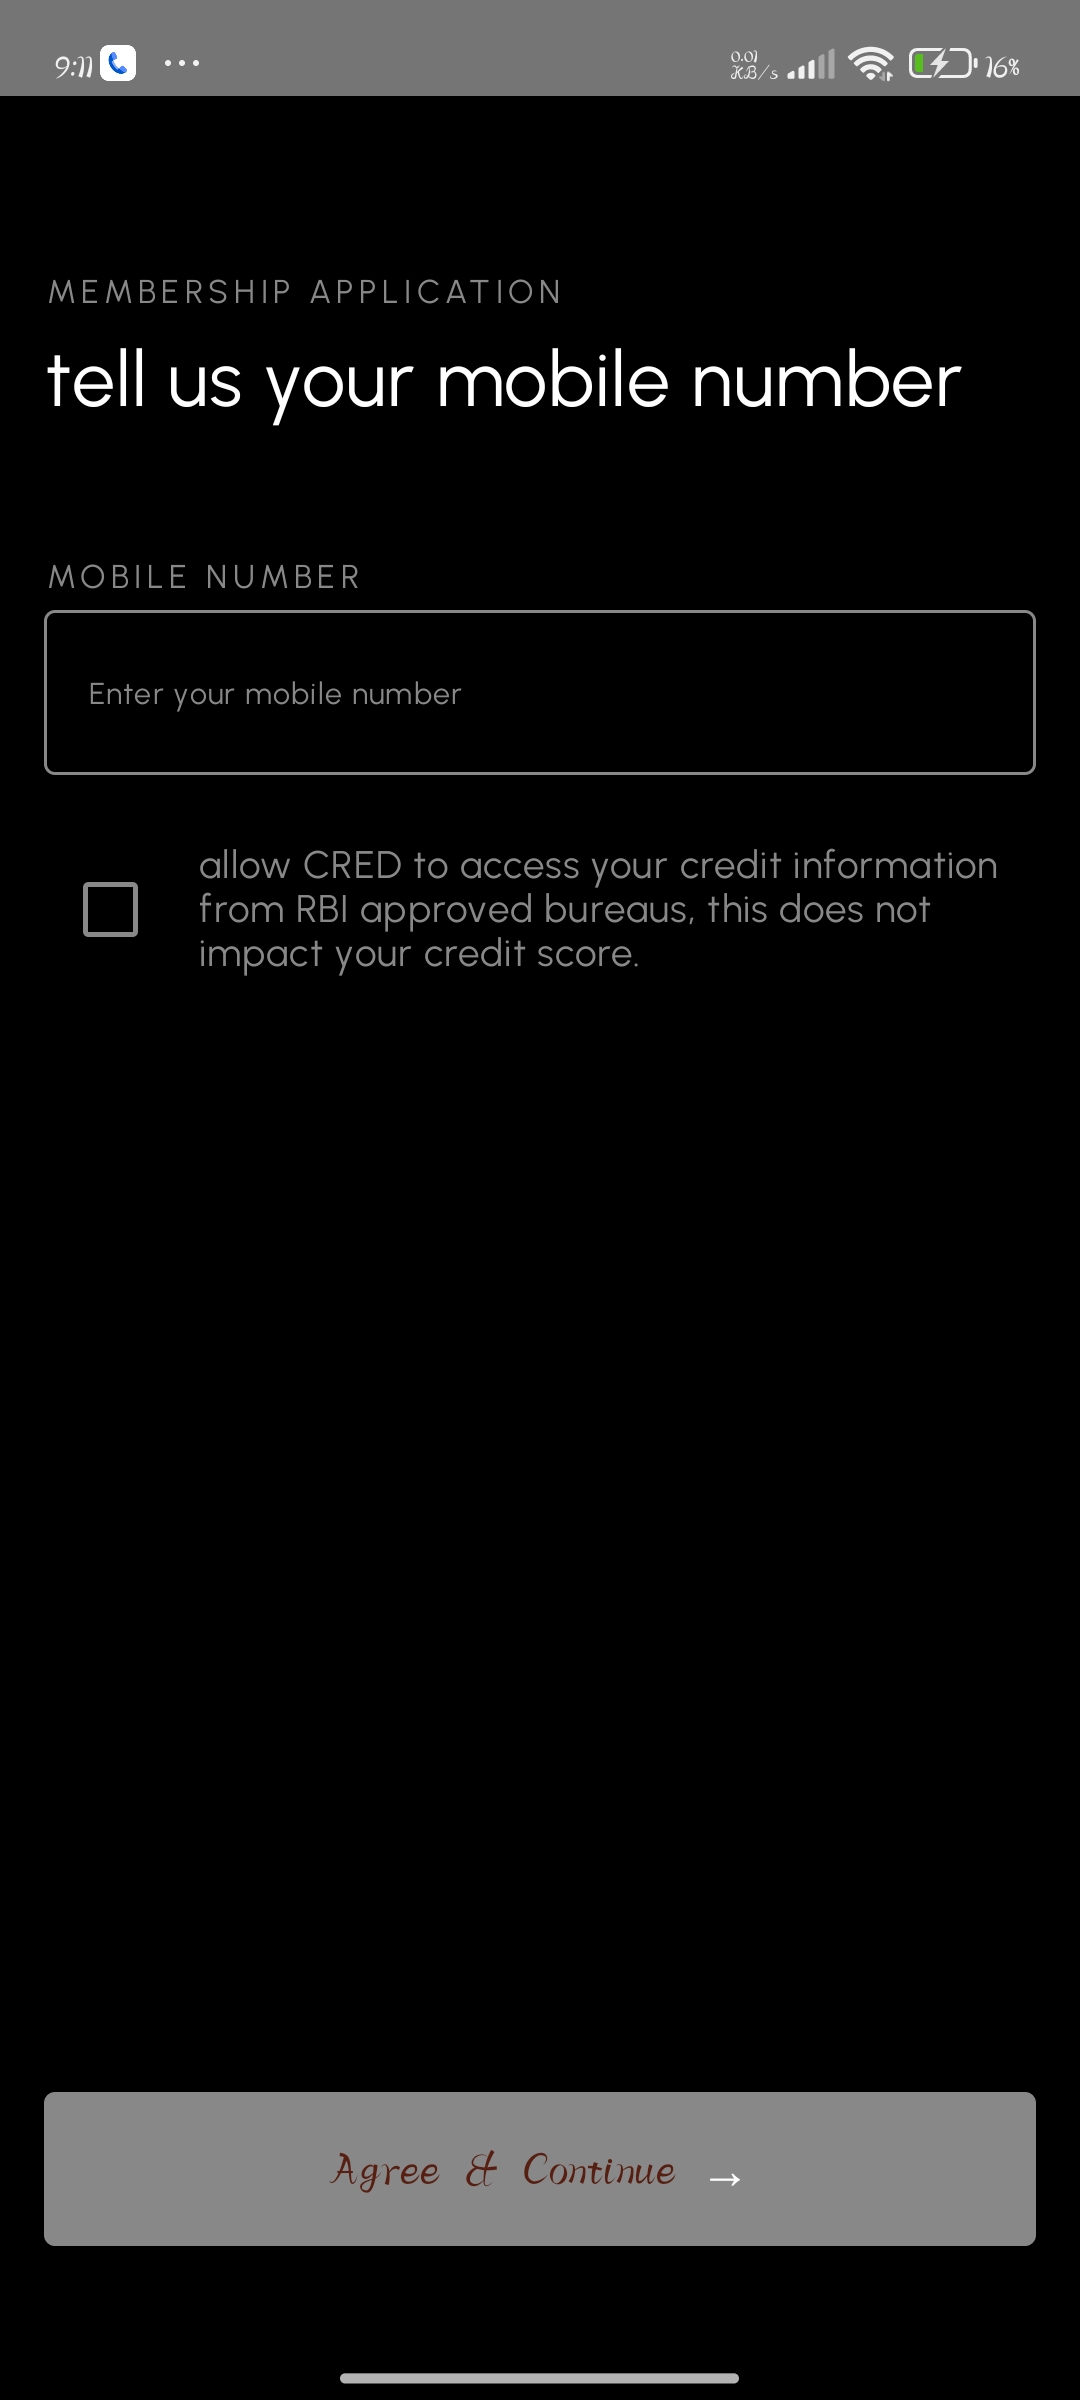 9:11
0.01
KB/s
16%
MEMBERSHIP APPLICATION
tell us your mobile number
MOBILE NUMBER
Enter your mobile number
allow CRED to access your credit information
from RBI approved bureaus, this does not
impact your credit score.
Agree & Continue →